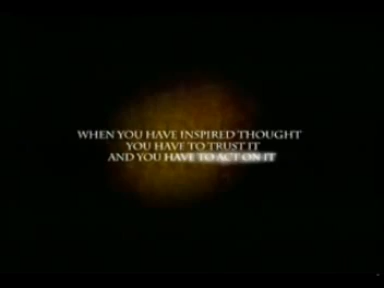 WHEN YOU HAVE INSPIRED THOUGHT
YOU HAVE TO TRUST IT
AND YOU HAVE TO ACT ON IT